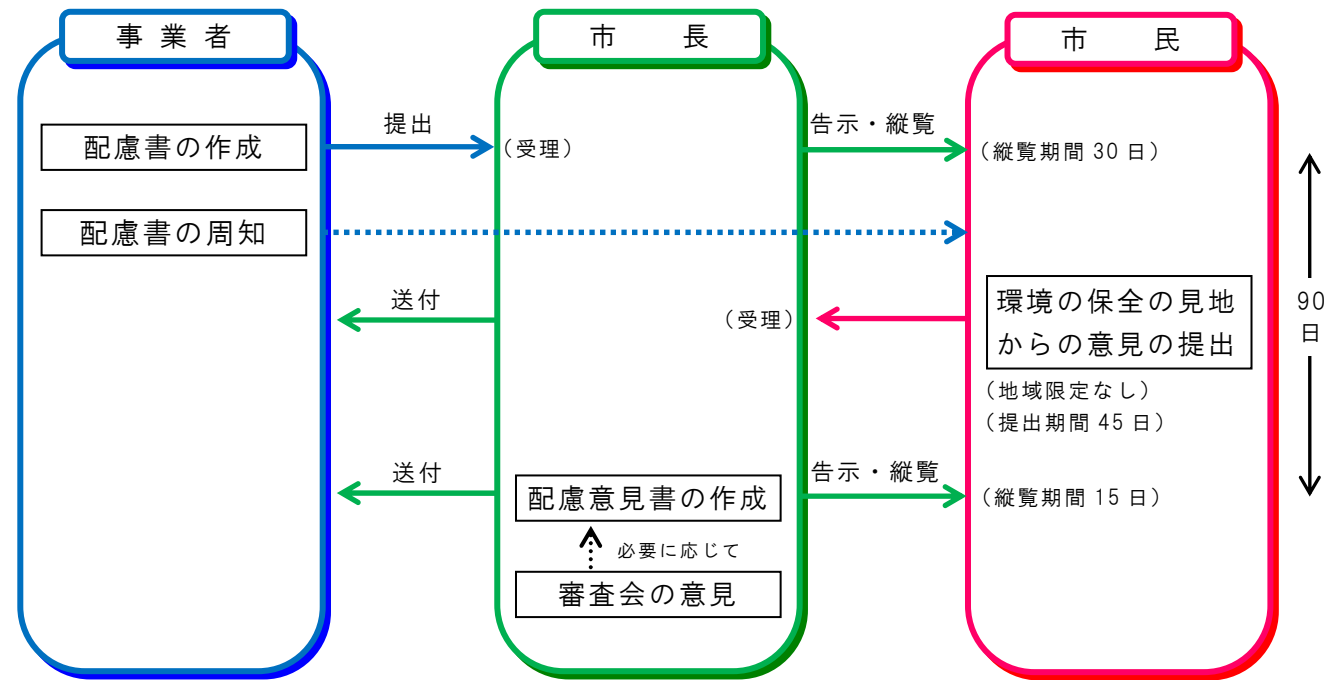 事業者
市長
市民
配慮書の作成
提出
（受理）
告示・縦覧
（縦覧期間 30 日）
配慮書の周知
送付
（受理）
環境の保全の見地
からの意見の提出
（地域限定なし）
（提出期間 45 日）
90
日
送付
配慮意見書の作成
告示・縦覧
（縦覧期間 15 日）
必要に応じて
審査会の意見